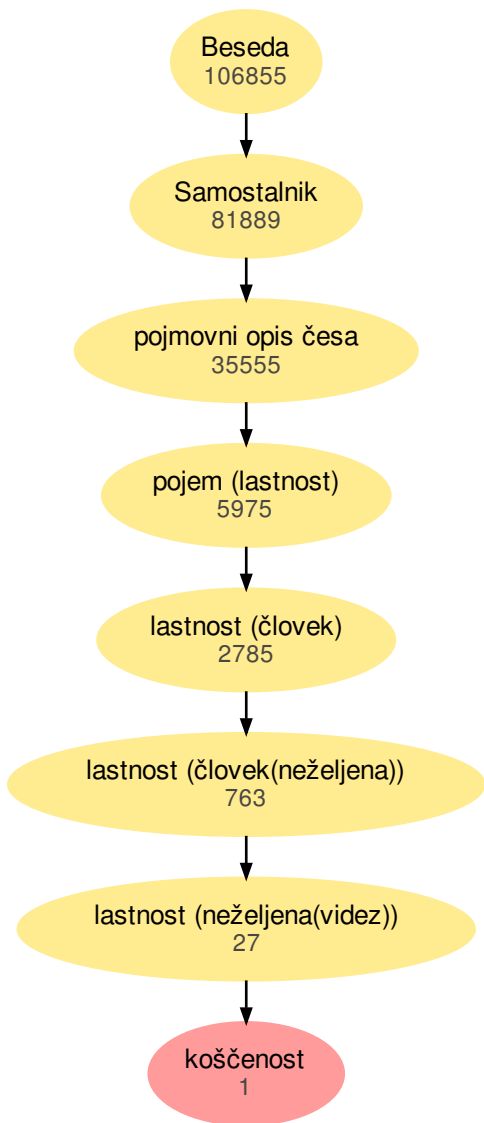 Beseda
106855
Samostalnik
81889
pojmovni opis česa
35555
pojem (lastnost)
5975
lastnost (človek)
2785
lastnost (človek(neželjena))
763
lastnost (neželjena(videz))
27
koščenost
1